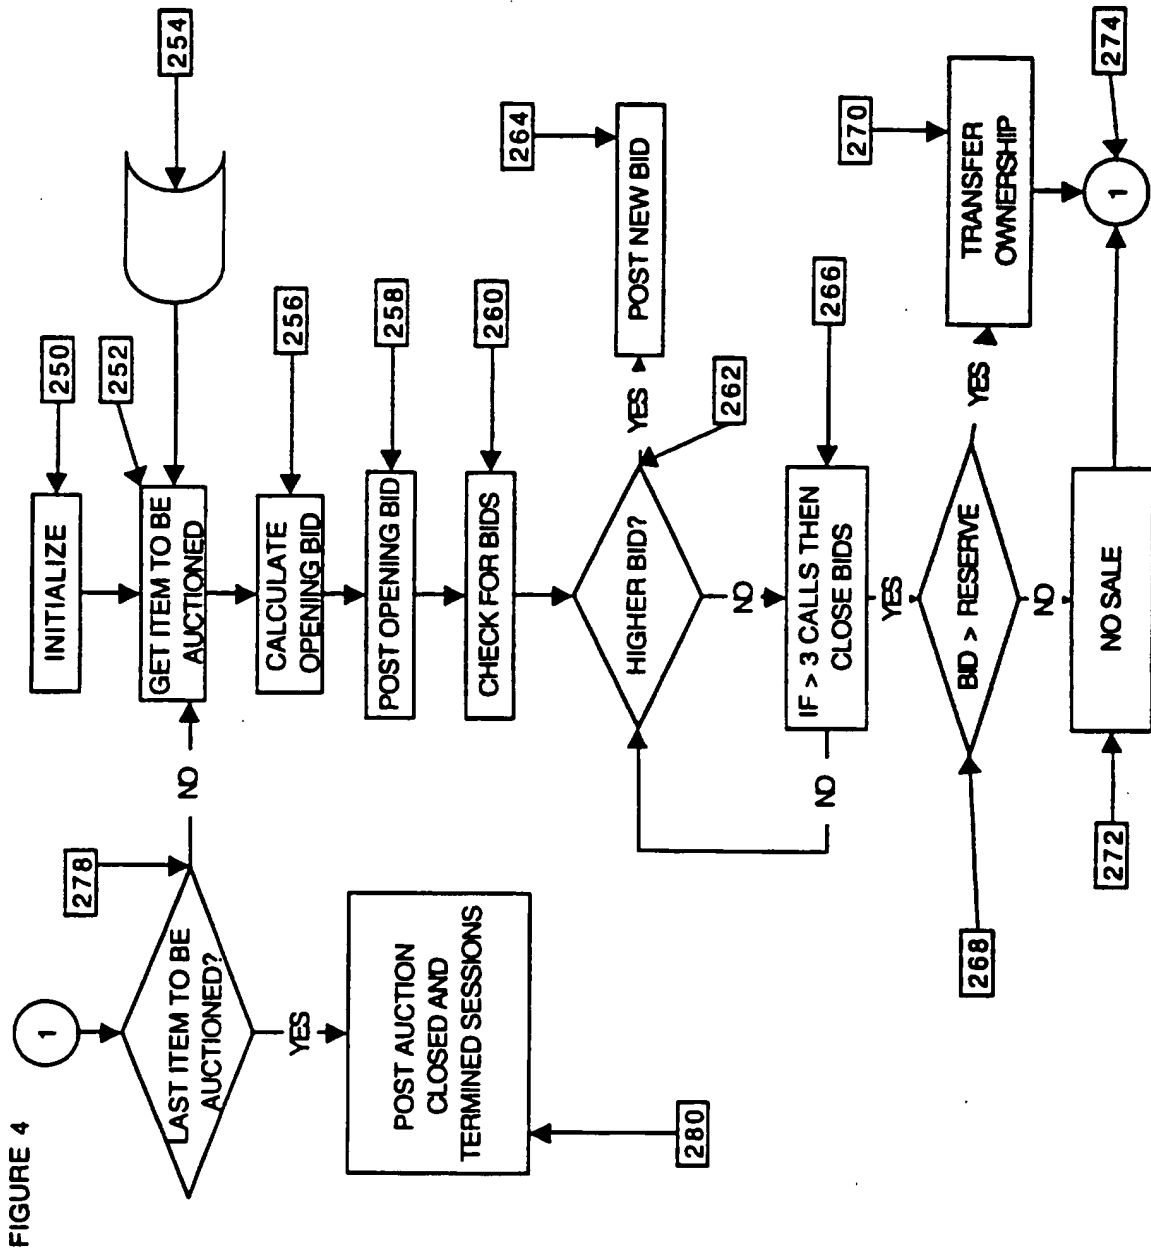 FIGURE 4
1
278
LAST ITEM TO BE
AUCTIONED?
NO
YES
POST AUCTION
CLOSED AND
TERMINED SESSIONS
280
INITIALIZE
250
252
254
GET ITEM TO BE
AUCTIONED
CALCULATE
OPENING BID
256
POST OPENING BID
258
CHECK FOR BIDS
260
HIGHER BID?
262
YES
POST NEW BID
264
NO
IF > 3 CALLS THEN
CLOSE BIDS
266
NO
YES
BID > RESERVE
268
YES
TRANSFER
OWNERSHIP
270
NO
NO SALE
272
1
274